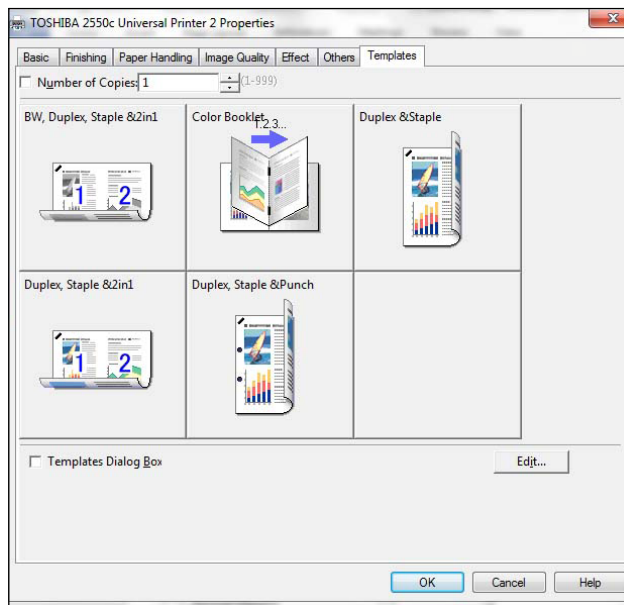 TOSHIBA 2550c Universal Printer 2 Properties
Basic Finishing Paper Handling Image Quality Effect Others Templates
Number of Copies: 1 (1-999)
BW, Duplex, Staple &2in1 Color Booklet Duplex &Staple
1.2.3...
1 2
Duplex, Staple &2in1 Duplex, Staple &Punch
1 2
Templates Dialog Box Edit...
OK Cancel Help